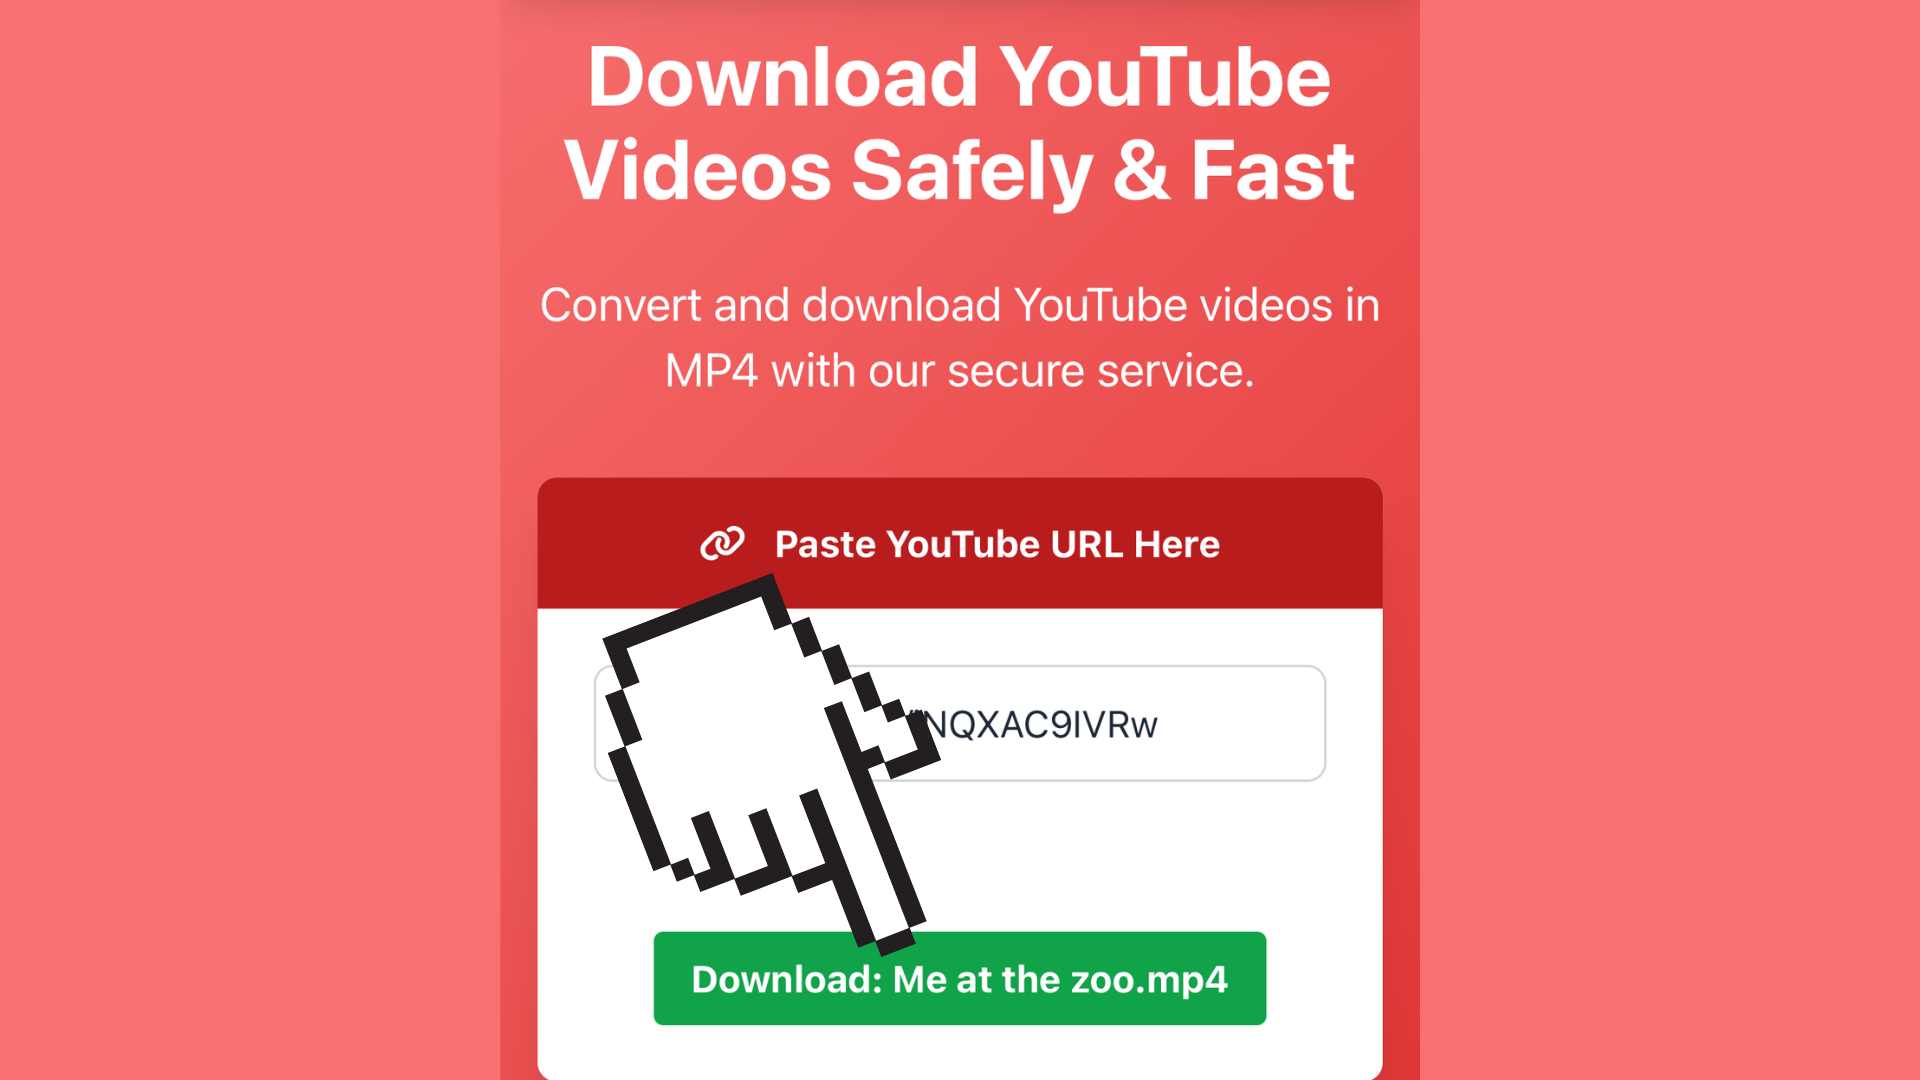 Download YouTube
Videos Safely & Fast
Convert and download YouTube videos in
MP4 with our secure service.
Paste YouTube URL Here
NQXAC9IVRw
Download: Me at the zoo.mp4